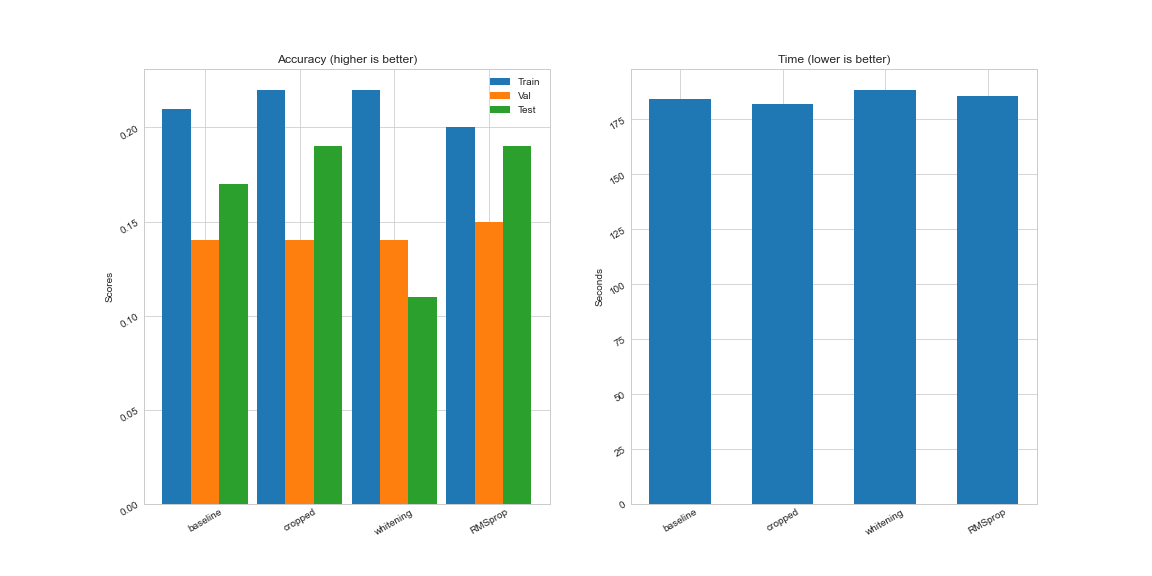 Accuracy (higher is better)
Train
Val
Test
Scores
0.20
0.15
0.10
0.05
0.00
baseline
cropped
whitening
RMSprop
Time (lower is better)
Seconds
175
150
125
100
75
50
25
0
baseline
cropped
whitening
RMSprop